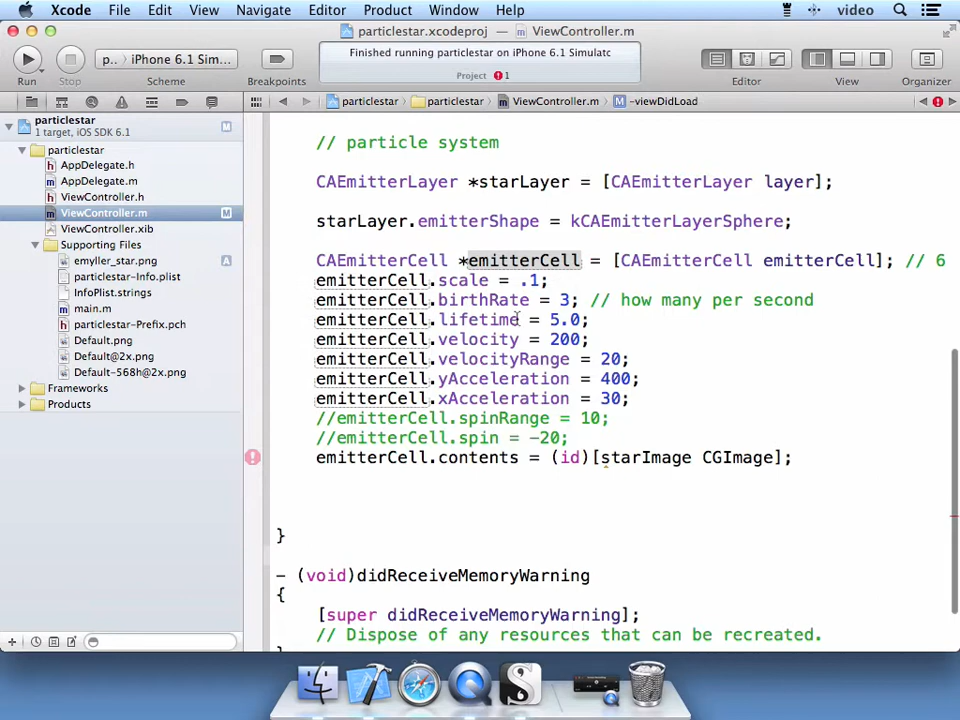 Xcode File Edit View Navigate Editor Product Window Help video
particlestar.xcodeproj — ViewController.m
Run Stop
p.. iPhone 6.1 Sim...
Scheme
Breakpoints
Finished running particlestar on iPhone 6.1 Simulatc
Project 1
Editor View Organizer
particlestar particlestar ViewController.m M -viewDidLoad
particlestar M
1 target, iOS SDK 6.1
particlestar
AppDelegate.h
AppDelegate.m
ViewController.h
ViewController.m M
ViewController.xib
Supporting Files
emyller_star.png A
particlestar-Info.plist
InfoPlist.strings
main.m
particlestar-Prefix.pch
Default.png
Default@2x.png
Default-568h@2x.png
Frameworks
Products
// particle system
CAEmitterLayer *starLayer = [CAEmitterLayer layer];
starLayer.emitterShape = kCAEmitterLayerSphere;
CAEmitterCell *emitterCell = [CAEmitterCell emitterCell]; // 6
emitterCell.scale = .1;
emitterCell.birthRate = 3; // how many per second
emitterCell.lifetime = 5.0;
emitterCell.velocity = 200;
emitterCell.velocityRange = 20;
emitterCell.yAcceleration = 400;
emitterCell.xAcceleration = 30;
//emitterCell.spinRange = 10;
//emitterCell.spin = -20;
emitterCell.contents = (id)[starImage CGImage];
}
- (void)didReceiveMemoryWarning
{
[super didReceiveMemoryWarning];
// Dispose of any resources that can be recreated.